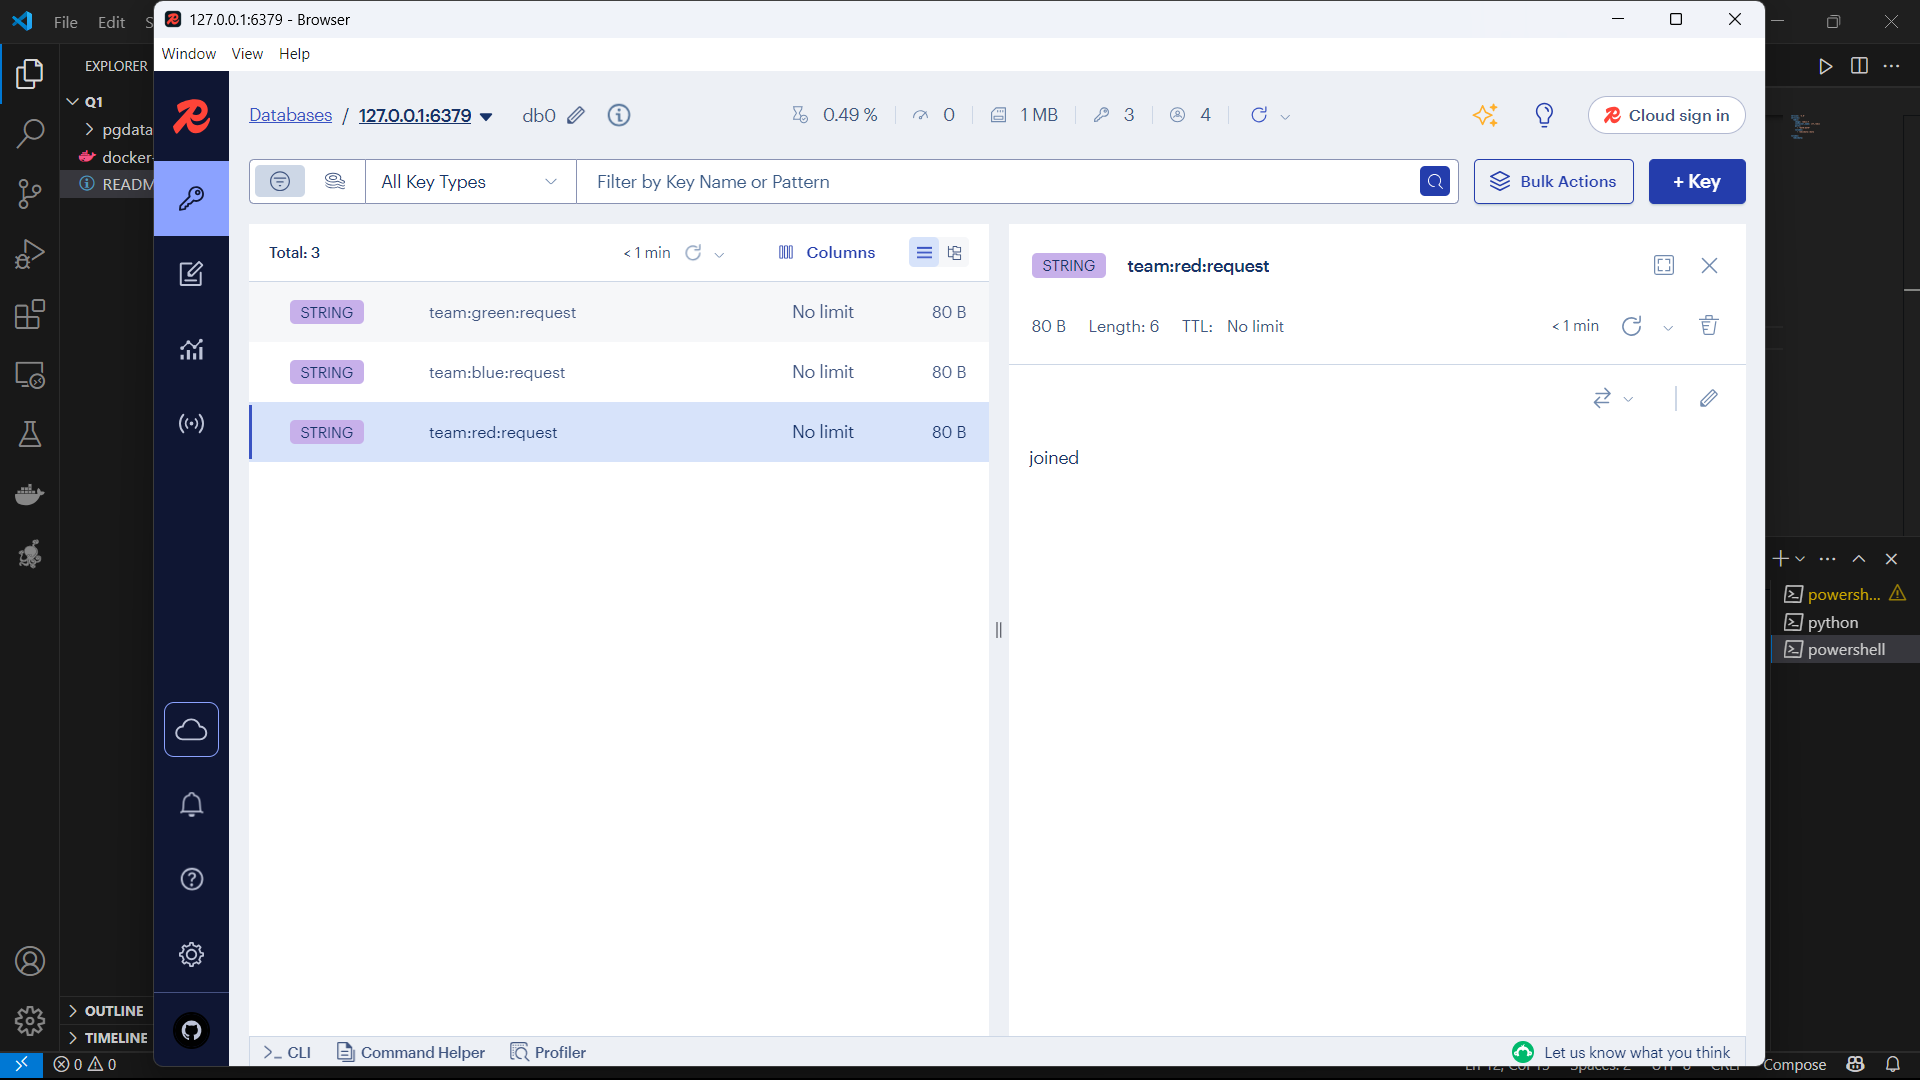 File Edit S
127.0.0.1:6379 - Browser
Window View Help
EXPLORER
Q1
pgdata
docker-
READM
Databases / 127.0.0.1:6379 db0
0.49 % 0 1 MB 3 4
Cloud sign in
All Key Types Filter by Key Name or Pattern
Bulk Actions + Key
Total: 3 < 1 min Columns
STRING team:green:request No limit 80 B
STRING team:blue:request No limit 80 B
STRING team:red:request No limit 80 B
STRING team:red:request
80 B Length: 6 TTL: No limit < 1 min
joined
powersh...
python
powershell
OUTLINE
TIMELINE
>_ CLI Command Helper Profiler Let us know what you think
0 0
Compose